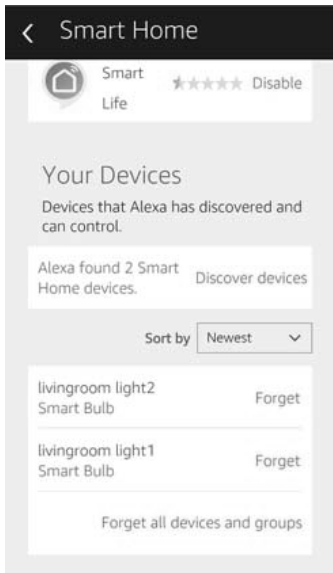 Smart Home
Smart
Life
Disable
Your Devices
Devices that Alexa has discovered and
can control.
Alexa found 2 Smart
Home devices.
Discover devices
Sort by Newest
livingroom light2
Smart Bulb
Forget
livingroom light1
Smart Bulb
Forget
Forget all devices and groups